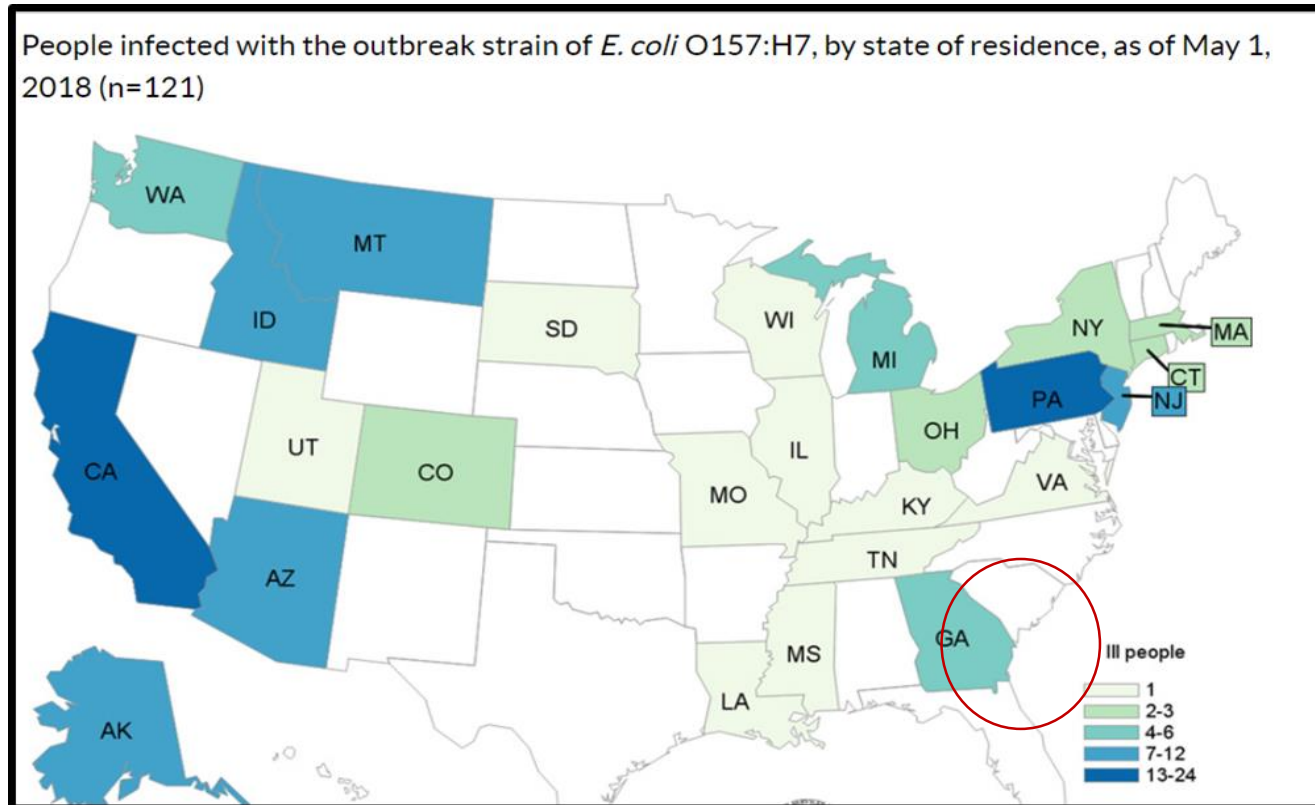 People infected with the outbreak strain of E. coli O157:H7, by state of residence, as of May 1,
2018 (n=121)
WA
MT
ID
SD
WI
MI
NY
MA
CT
NJ
PA
OH
CA
UT
CO
IL
MO
KY
VA
AZ
TN
GA
MS
LA
AK
Ill people
1
2-3
4-6
7-12
13-24